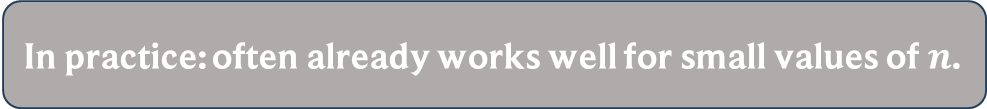 In practice: often already works well for small values of n.